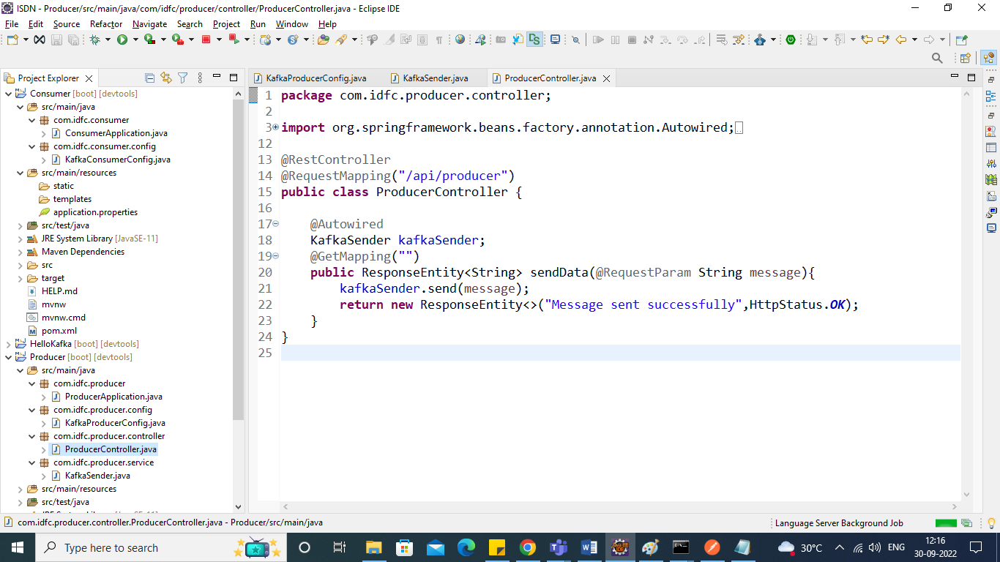 ISDN - Producer/src/main/java/com/idfc/producer/controller/ProducerController.java - Eclipse IDE
File Edit Source Refactor Navigate Search Project Run Window Help
Project Explorer
Consumer [boot] [devtools]
src/main/java
com.idfc.consumer
ConsumerApplication.java
com.idfc.consumer.config
KafkaConsumerConfig.java
src/main/resources
static
templates
application.properties
src/test/java
JRE System Library [JavaSE-11]
Maven Dependencies
src
target
HELP.md
mvnw
mvnw.cmd
pom.xml
HelloKafka [boot] [devtools]
Producer [boot] [devtools]
src/main/java
com.idfc.producer
ProducerApplication.java
com.idfc.producer.config
KafkaProducerConfig.java
com.idfc.producer.controller
ProducerController.java
com.idfc.producer.service
KafkaSender.java
src/main/resources
src/test/java
KafkaProducerConfig.java KafkaSender.java ProducerController.java
1 package com.idfc.producer.controller;
2
3 import org.springframework.beans.factory.annotation.Autowired;
12
13 @RestController
14 @RequestMapping("/api/producer")
15 public class ProducerController {
16
17 @Autowired
18 KafkaSender kafkaSender;
19 @GetMapping("")
20 public ResponseEntity<String> sendData(@RequestParam String message){
21 kafkaSender.send(message);
22 return new ResponseEntity<>("Message sent successfully",HttpStatus.OK);
23 }
24 }
25
com.idfc.producer.controller.ProducerController.java - Producer/src/main/java
Language Server Background Job
Type here to search
30°C
ENG
12:16
30-09-2022